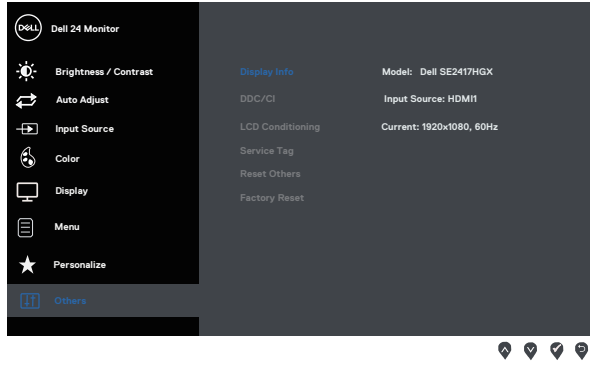 DELL Dell 24 Monitor
Brightness / Contrast
Auto Adjust
Input Source
Color
Display
Menu
Personalize
Others
Display Info
DDC/CI
LCD Conditioning
Service Tag
Reset Others
Factory Reset
Model: Dell SE2417HGX
Input Source: HDMI1
Current: 1920x1080, 60Hz